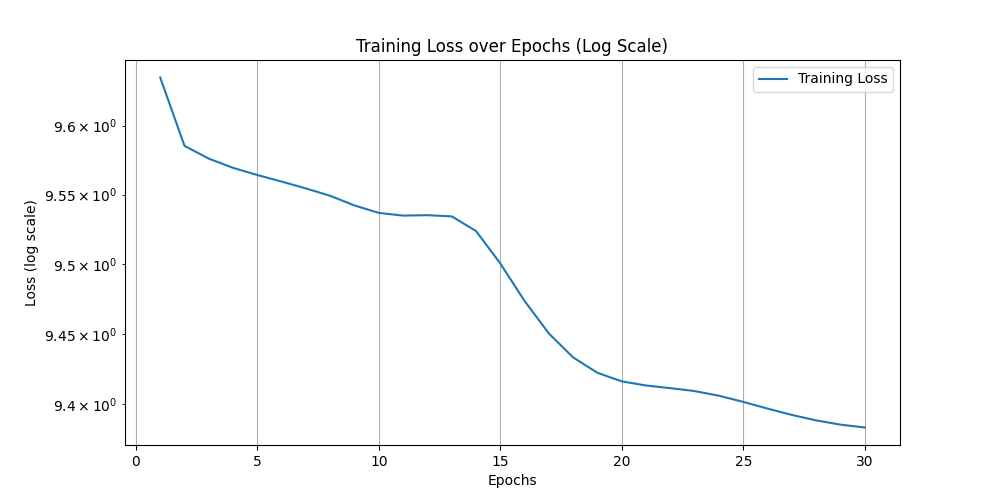 Training Loss over Epochs (Log Scale)
Training Loss
9.6 × 10⁰
9.55 × 10⁰
9.5 × 10⁰
9.45 × 10⁰
9.4 × 10⁰
Loss (log scale)
0 5 10 15 20 25 30
Epochs